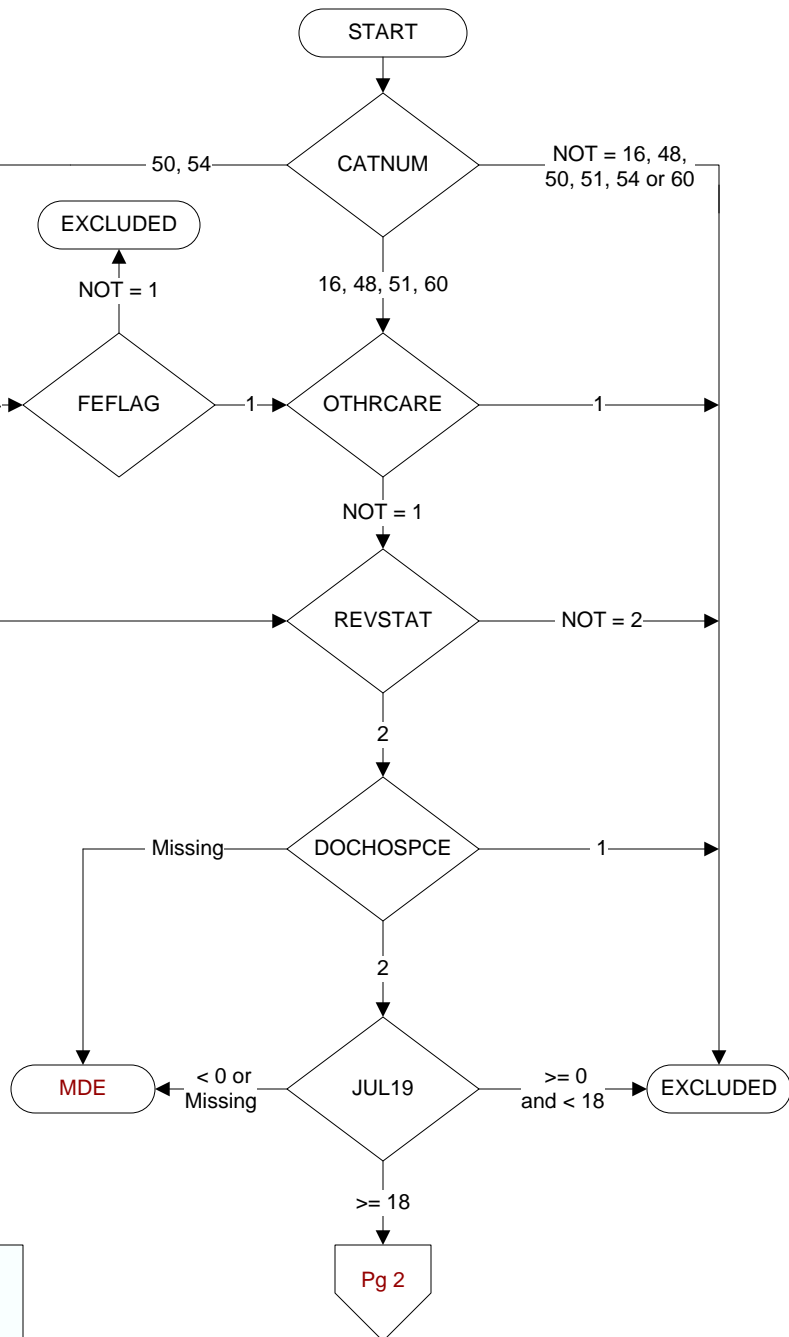 START
50, 54
CATNUM
NOT = 16, 48,
50, 51, 54 or 60
EXCLUDED
NOT = 1
16, 48, 51, 60
FEFLAG
1
OTHRCARE
1
NOT = 1
REVSTAT
NOT = 2
2
Missing
DOCHOSPCE
1
2
MDE
< 0 or
Missing
JUL19
>= 0
and < 18
EXCLUDED
>= 18
Pg 2